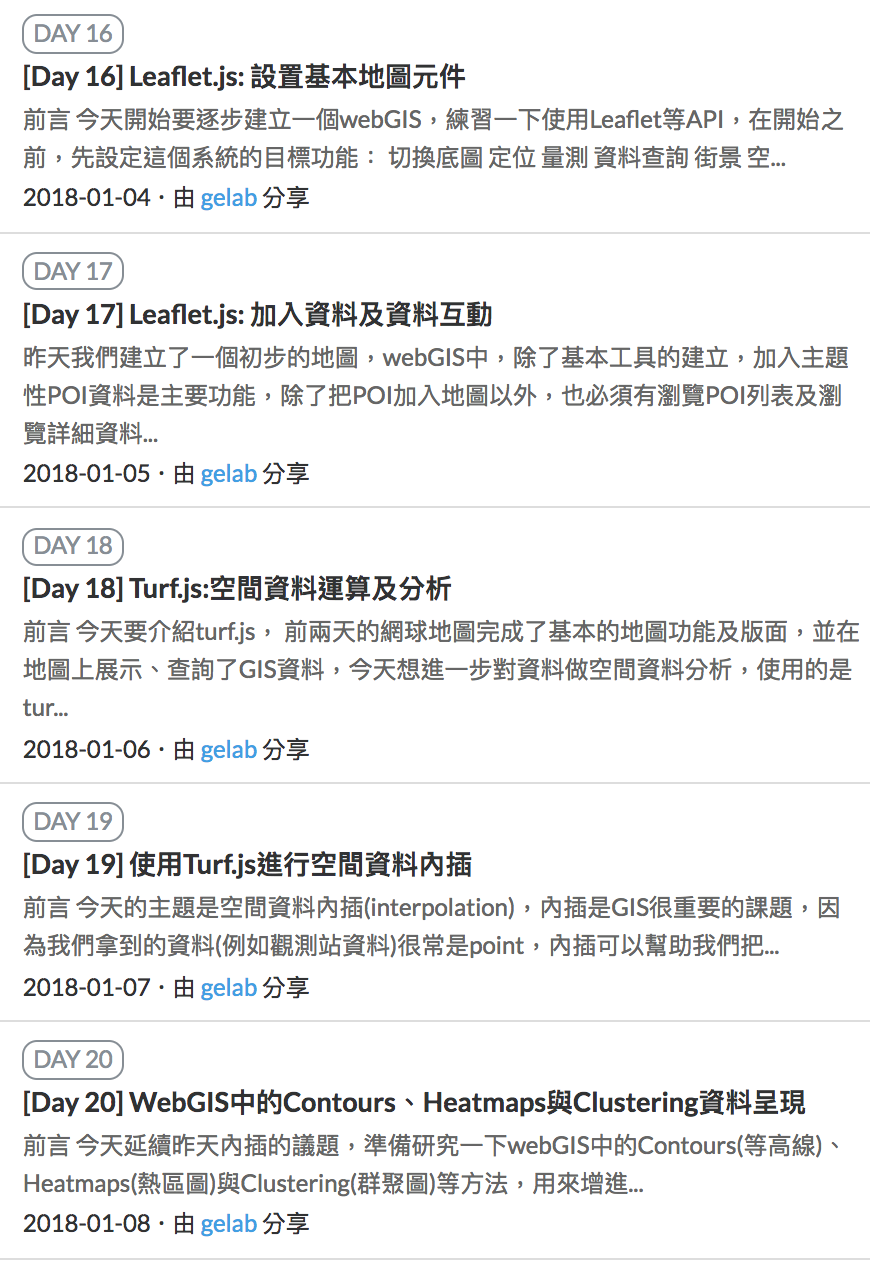 DAY 16
[Day 16] Leaflet.js: 設置基本地圖元件
前言 今天開始要逐步建立一個webGIS，練習一下使用Leaflet等API，在開始之
前，先設定這個系統的目標功能： 切換底圖 定位 量測 資料查詢 街景 空...
2018-01-04‧由 gelab 分享
DAY 17
[Day 17] Leaflet.js: 加入資料及資料互動
昨天我們建立了一個初步的地圖，webGIS中，除了基本工具的建立，加入主題
性POI資料是主要功能，除了把POI加入地圖以外，也必須有瀏覽POI列表及瀏
覽詳細資料...
2018-01-05‧由 gelab 分享
DAY 18
[Day 18] Turf.js:空間資料運算及分析
前言 今天要介紹turf.js， 前兩天的網球地圖完成了基本的地圖功能及版面，並在
地圖上展示、查詢了GIS資料，今天想進一步對資料做空間資料分析，使用的是
tur...
2018-01-06‧由 gelab 分享
DAY 19
[Day 19] 使用Turf.js進行空間資料內插
前言 今天的主題是空間資料內插(interpolation)，內插是GIS很重要的課題，因
為我們拿到的資料(例如觀測站資料)很常是point，內插可以幫助我們把...
2018-01-07‧由 gelab 分享
DAY 20
[Day 20] WebGIS中的Contours、Heatmaps與Clustering資料呈現
前言 今天延續昨天內插的議題，準備研究一下webGIS中的Contours(等高線)、
Heatmaps(熱區圖)與Clustering(群聚圖)等方法，用來增進...
2018-01-08‧由 gelab 分享